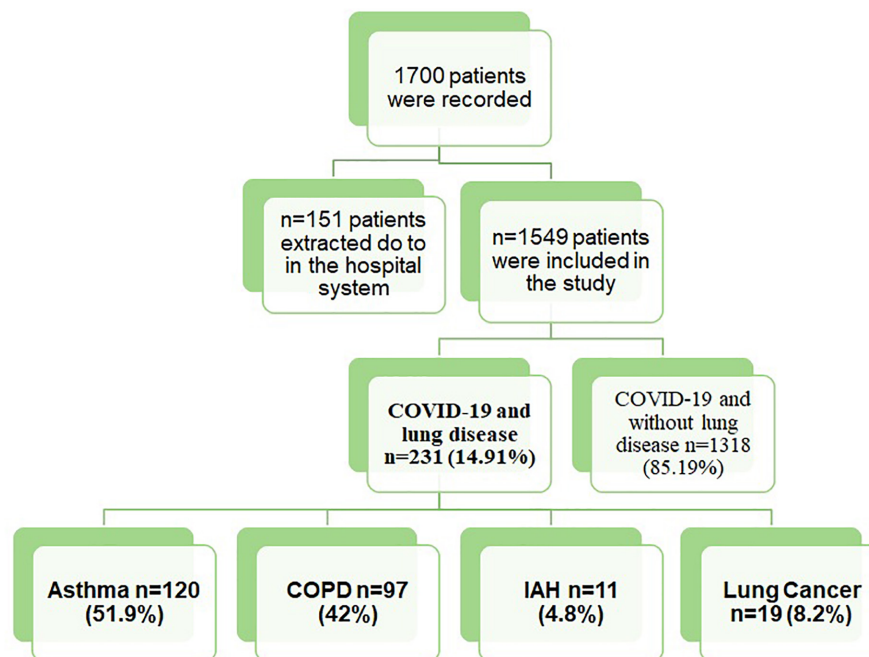 1700 patients
were recorded
n=151 patients
extracted do to
in the hospital
system
n=1549 patients
were included in
the study
COVID-19 and
lung disease
n=231 (14.91%)
COVID-19 and
without lung
disease n=1318
(85.19%)
Asthma n=120
(51.9%)
COPD n=97
(42%)
IAH n=11
(4.8%)
Lung Cancer
n=19 (8.2%)